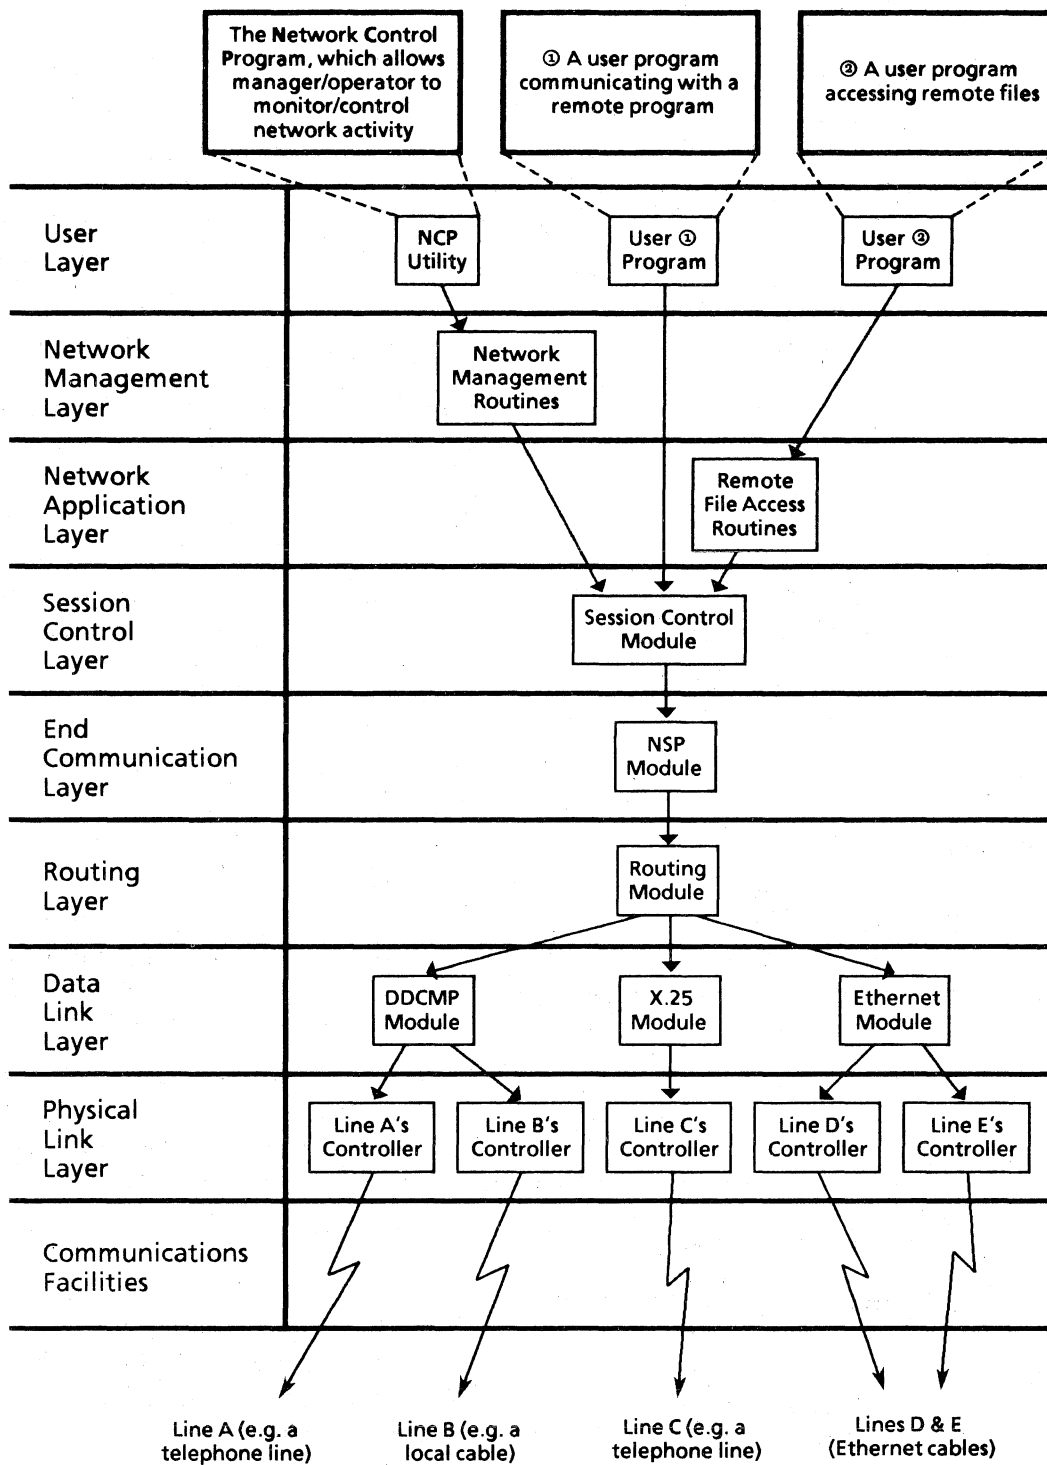 The Network Control
Program, which allows
manager/operator to
monitor/control
network activity
① A user program
communicating with a
remote program
② A user program
accessing remote files
User
Layer
NCP
Utility
User ①
Program
User ②
Program
Network
Management
Layer
Network
Management
Routines
Network
Application
Layer
Remote
File Access
Routines
Session
Control
Layer
Session Control
Module
End
Communication
Layer
NSP
Module
Routing
Layer
Routing
Module
Data
Link
Layer
DDCMP
Module
X.25
Module
Ethernet
Module
Physical
Link
Layer
Line A's
Controller
Line B's
Controller
Line C's
Controller
Line D's
Controller
Line E's
Controller
Communications
Facilities
Line A (e.g. a
telephone line)
Line B (e.g. a
local cable)
Line C (e.g. a
telephone line)
Lines D & E
(Ethernet cables)